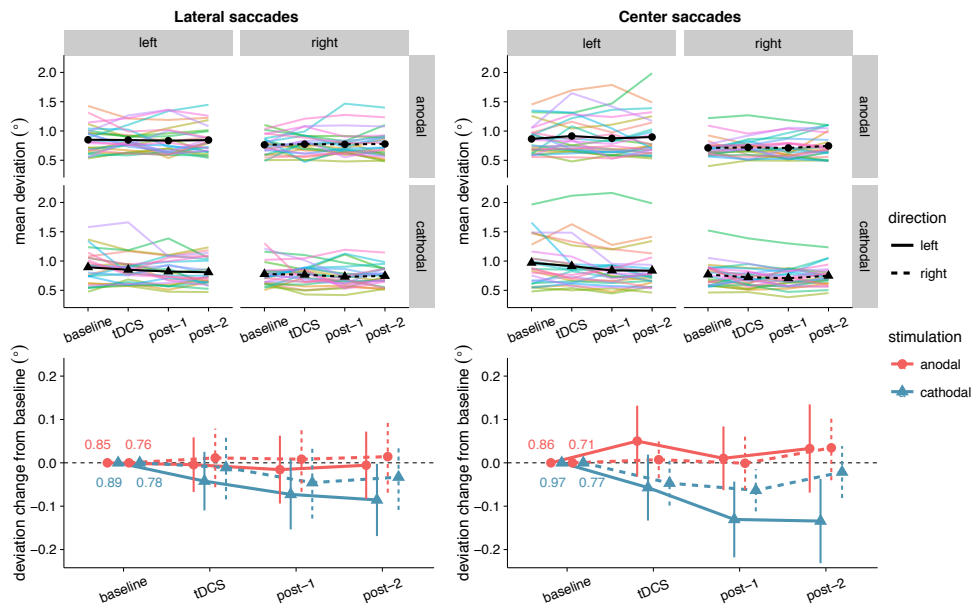 Lateral saccades
left right
2.0
1.5
1.0
0.5
anodal
2.0
1.5
1.0
0.5
cathodal
mean deviation (°)
baseline tDCS post−1 post−2 baseline tDCS post−1 post−2
Center saccades
left right
2.0
1.5
1.0
0.5
anodal
2.0
1.5
1.0
0.5
cathodal
mean deviation (°)
baseline tDCS post−1 post−2 baseline tDCS post−1 post−2
deviation change from baseline (°)
0.2
0.1
0.0
−0.1
−0.2
0.85 0.76
0.89 0.78
baseline tDCS post−1 post−2
deviation change from baseline (°)
0.2
0.1
0.0
−0.1
−0.2
0.86 0.71
0.97 0.77
baseline tDCS post−1 post−2
direction
left
right
stimulation
anodal
cathodal